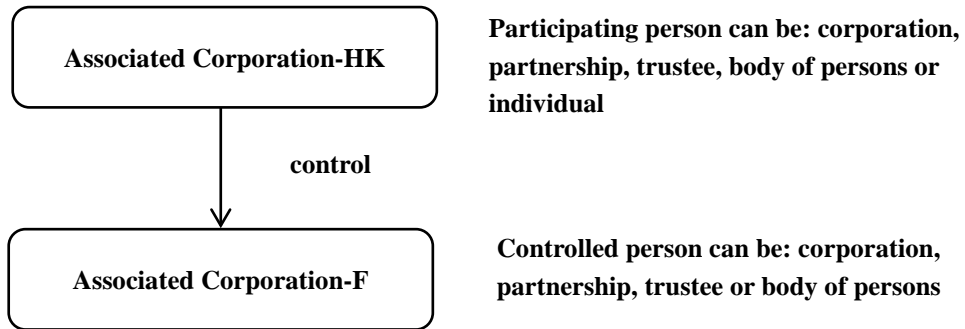 Associated Corporation-HK
Participating person can be: corporation,
partnership, trustee, body of persons or
individual
control
Associated Corporation-F
Controlled person can be: corporation,
partnership, trustee or body of persons